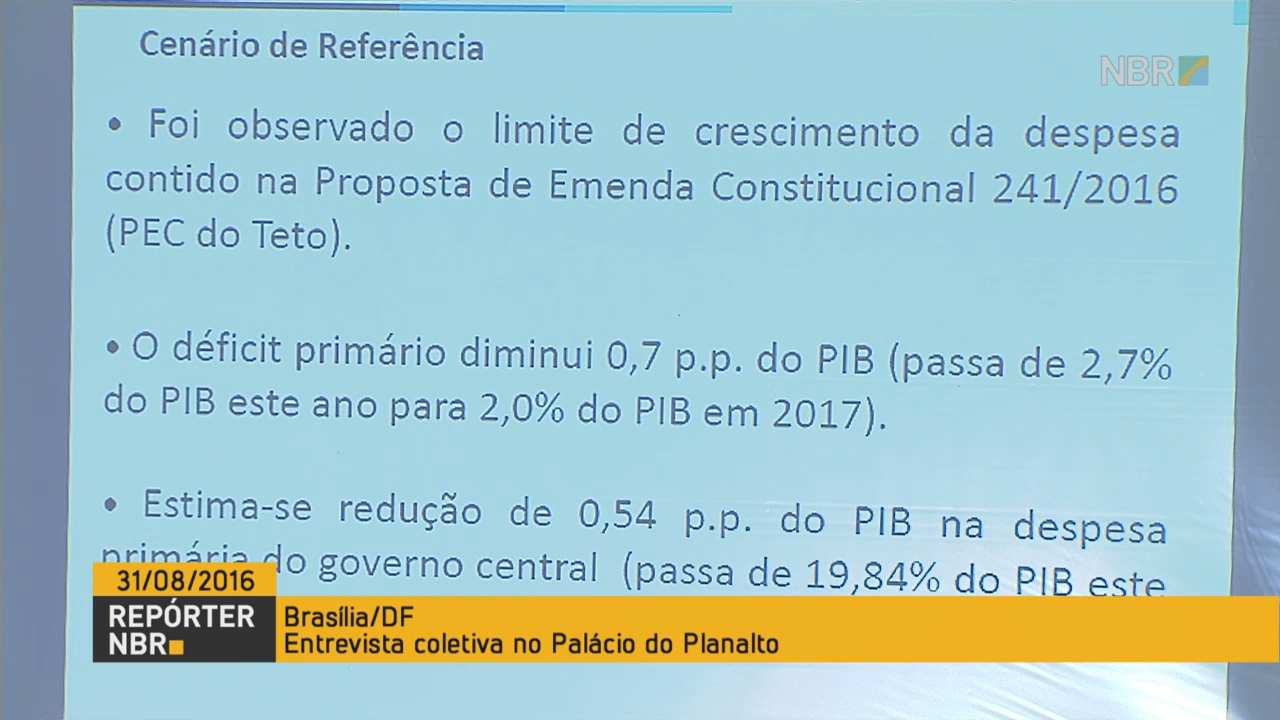 Cenário de Referência
NBR
• Foi observado o limite de crescimento da despesa
contido na Proposta de Emenda Constitucional 241/2016
(PEC do Teto).
• O déficit primário diminui 0,7 p.p. do PIB (passa de 2,7%
do PIB este ano para 2,0% do PIB em 2017).
• Estima-se redução de 0,54 p.p. do PIB na despesa
primária do governo central (passa de 19,84% do PIB este
31/08/2016
REPÓRTER
NBR
Brasília/DF
Entrevista coletiva no Palácio do Planalto